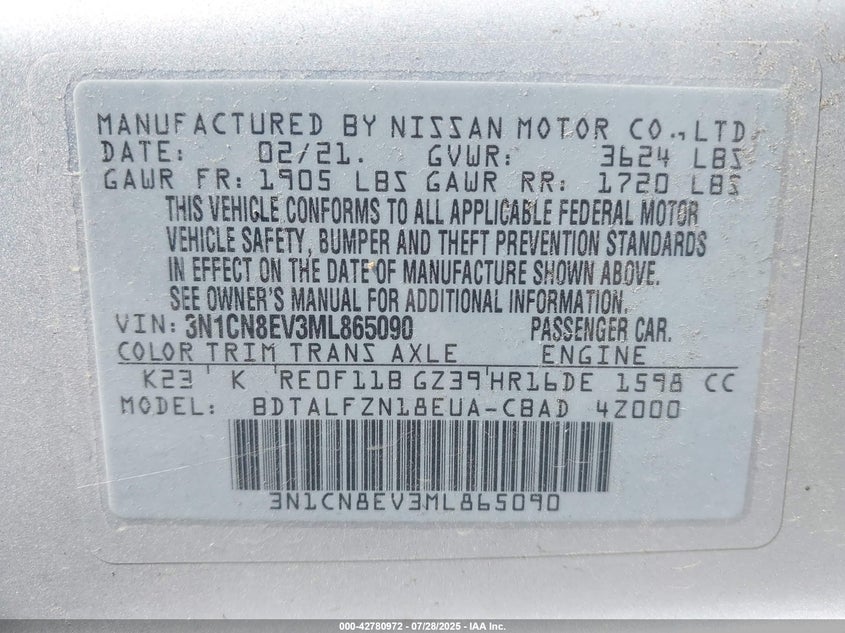 MANUFACTURED BY NISSAN MOTOR CO.,LTD
DATE: 02/21. GVWR: 3624 LBS
GAWR FR: 1905 LBS GAWR RR: 1720 LBS
THIS VEHICLE CONFORMS TO ALL APPLICABLE FEDERAL MOTOR
VEHICLE SAFETY, BUMPER AND THEFT PREVENTION STANDARDS
IN EFFECT ON THE DATE OF MANUFACTURE SHOWN ABOVE.
SEE OWNER'S MANUAL FOR ADDITIONAL INFORMATION.
VIN: 3N1CN8EV3ML865090 PASSENGER CAR.
COLOR TRIM TRANS AXLE ENGINE
K23 K RE0F11B GZ39 HR16DE 1598 CC
MODEL: BDTALFZN18EUA-CBAD 4Z000
3N1CN8EV3ML865090
000-42780972 | 07/28/2025 - IAA Inc.